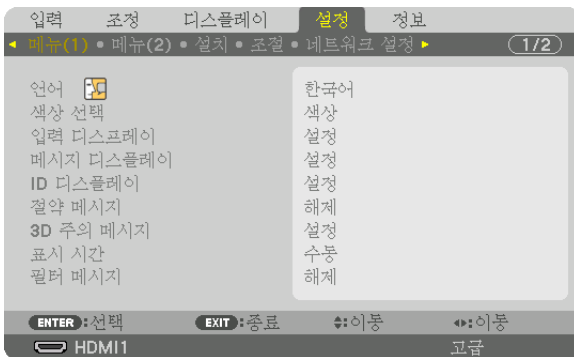 입력 조정 디스플레이 설정 정보
메뉴(1) • 메뉴(2) • 설치 • 조절 • 네트워크 설정 1/2
언어 한국어
색상 선택 색상
입력 디스프레이 설정
메시지 디스플레이 설정
ID 디스플레이 설정
절약 메시지 해제
3D 주의 메시지 설정
표시 시간 수동
필터 메시지 해제
ENTER :선택 EXIT :종료 :이동 :이동
HDMI1 고급